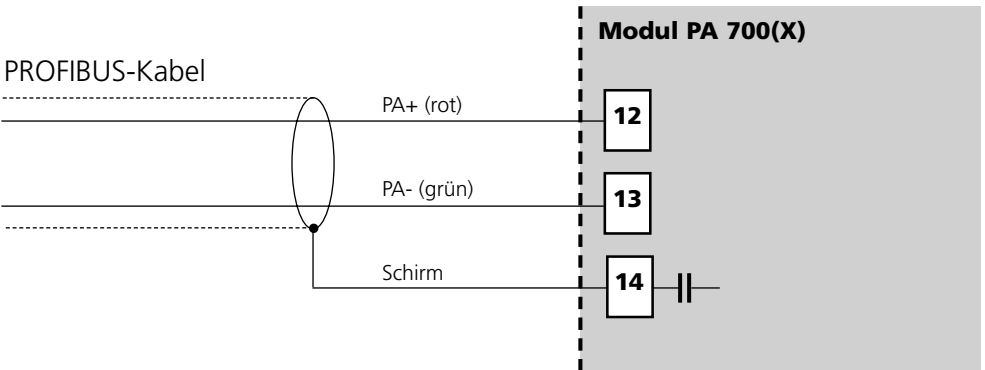 Modul PA 700(X)
PROFIBUS-Kabel
PA+ (rot)
12
PA- (grün)
13
Schirm
14